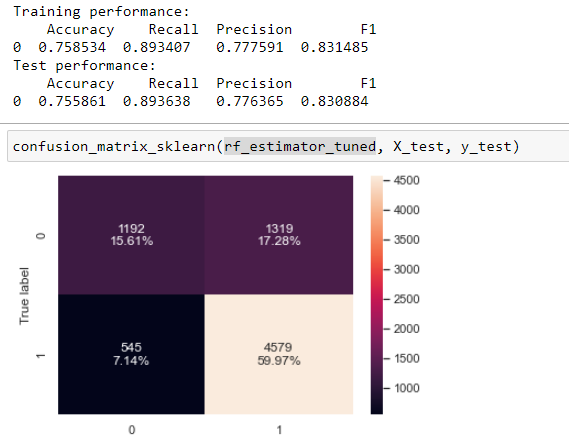 Training performance:
Accuracy Recall Precision F1
0 0.758534 0.893407 0.777591 0.831485
Test performance:
Accuracy Recall Precision F1
0 0.755861 0.893638 0.776365 0.830884
confusion_matrix_sklearn(rf_estimator_tuned, X_test, y_test)
4500
4000
3500
3000
2500
2000
1500
1000
True label
0
1192
15.61%
1319
17.28%
1
545
7.14%
4579
59.97%
0
1